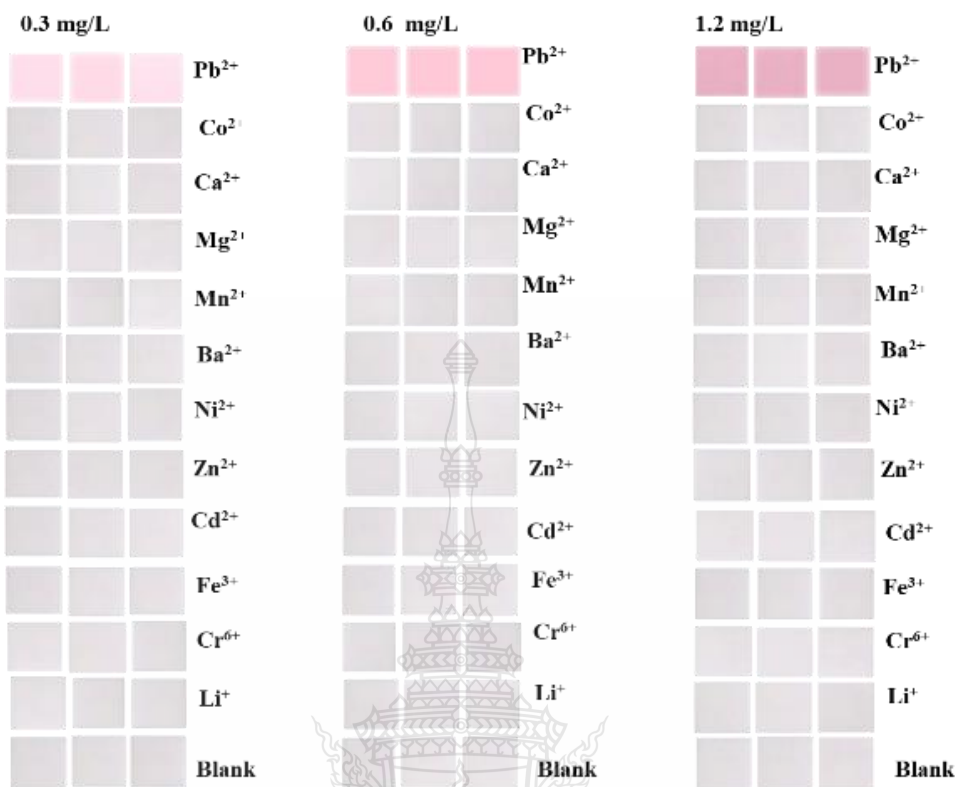 0.3 mg/L
Pb²⁺
Co²⁺
Ca²⁺
Mg²⁺
Mn²⁺
Ba²⁺
Ni²⁺
Zn²⁺
Cd²⁺
Fe³⁺
Cr⁶⁺
Li⁺
Blank
0.6 mg/L
Pb²⁺
Co²⁺
Ca²⁺
Mg²⁺
Mn²⁺
Ba²⁺
Ni²⁺
Zn²⁺
Cd²⁺
Fe³⁺
Cr⁶⁺
Li⁺
Blank
1.2 mg/L
Pb²⁺
Co²⁺
Ca²⁺
Mg²⁺
Mn²⁺
Ba²⁺
Ni²⁺
Zn²⁺
Cd²⁺
Fe³⁺
Cr⁶⁺
Li⁺
Blank